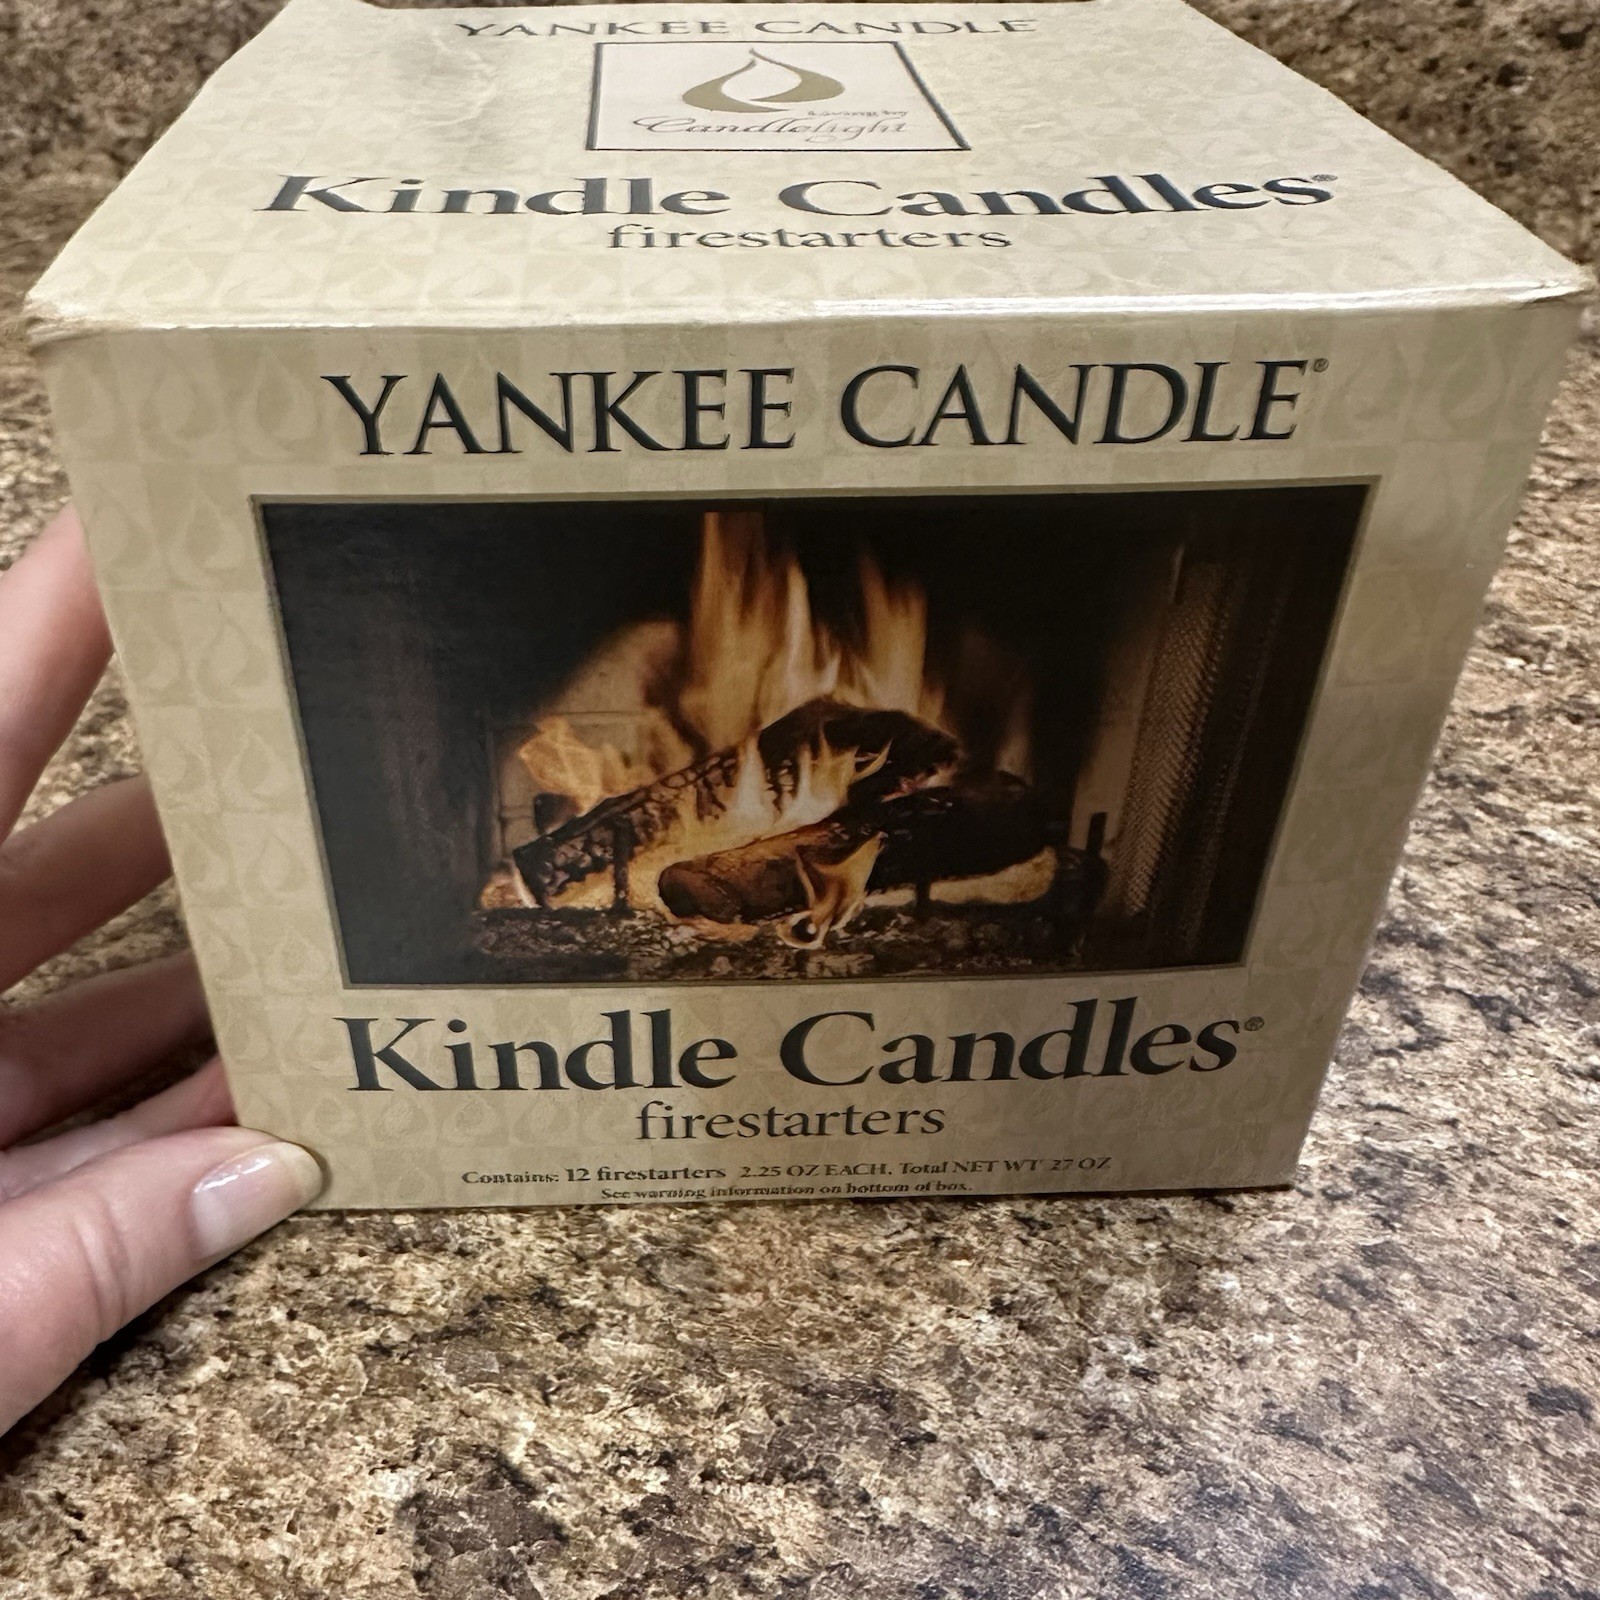 YANKEE CANDLE
Living by
Candlelight
Kindle Candles®
firestarters
YANKEE CANDLE®
Kindle Candles®
firestarters
Contains: 12 firestarters 2.25 OZ EACH, Total NET WT 27 OZ
See warning information on bottom of box.